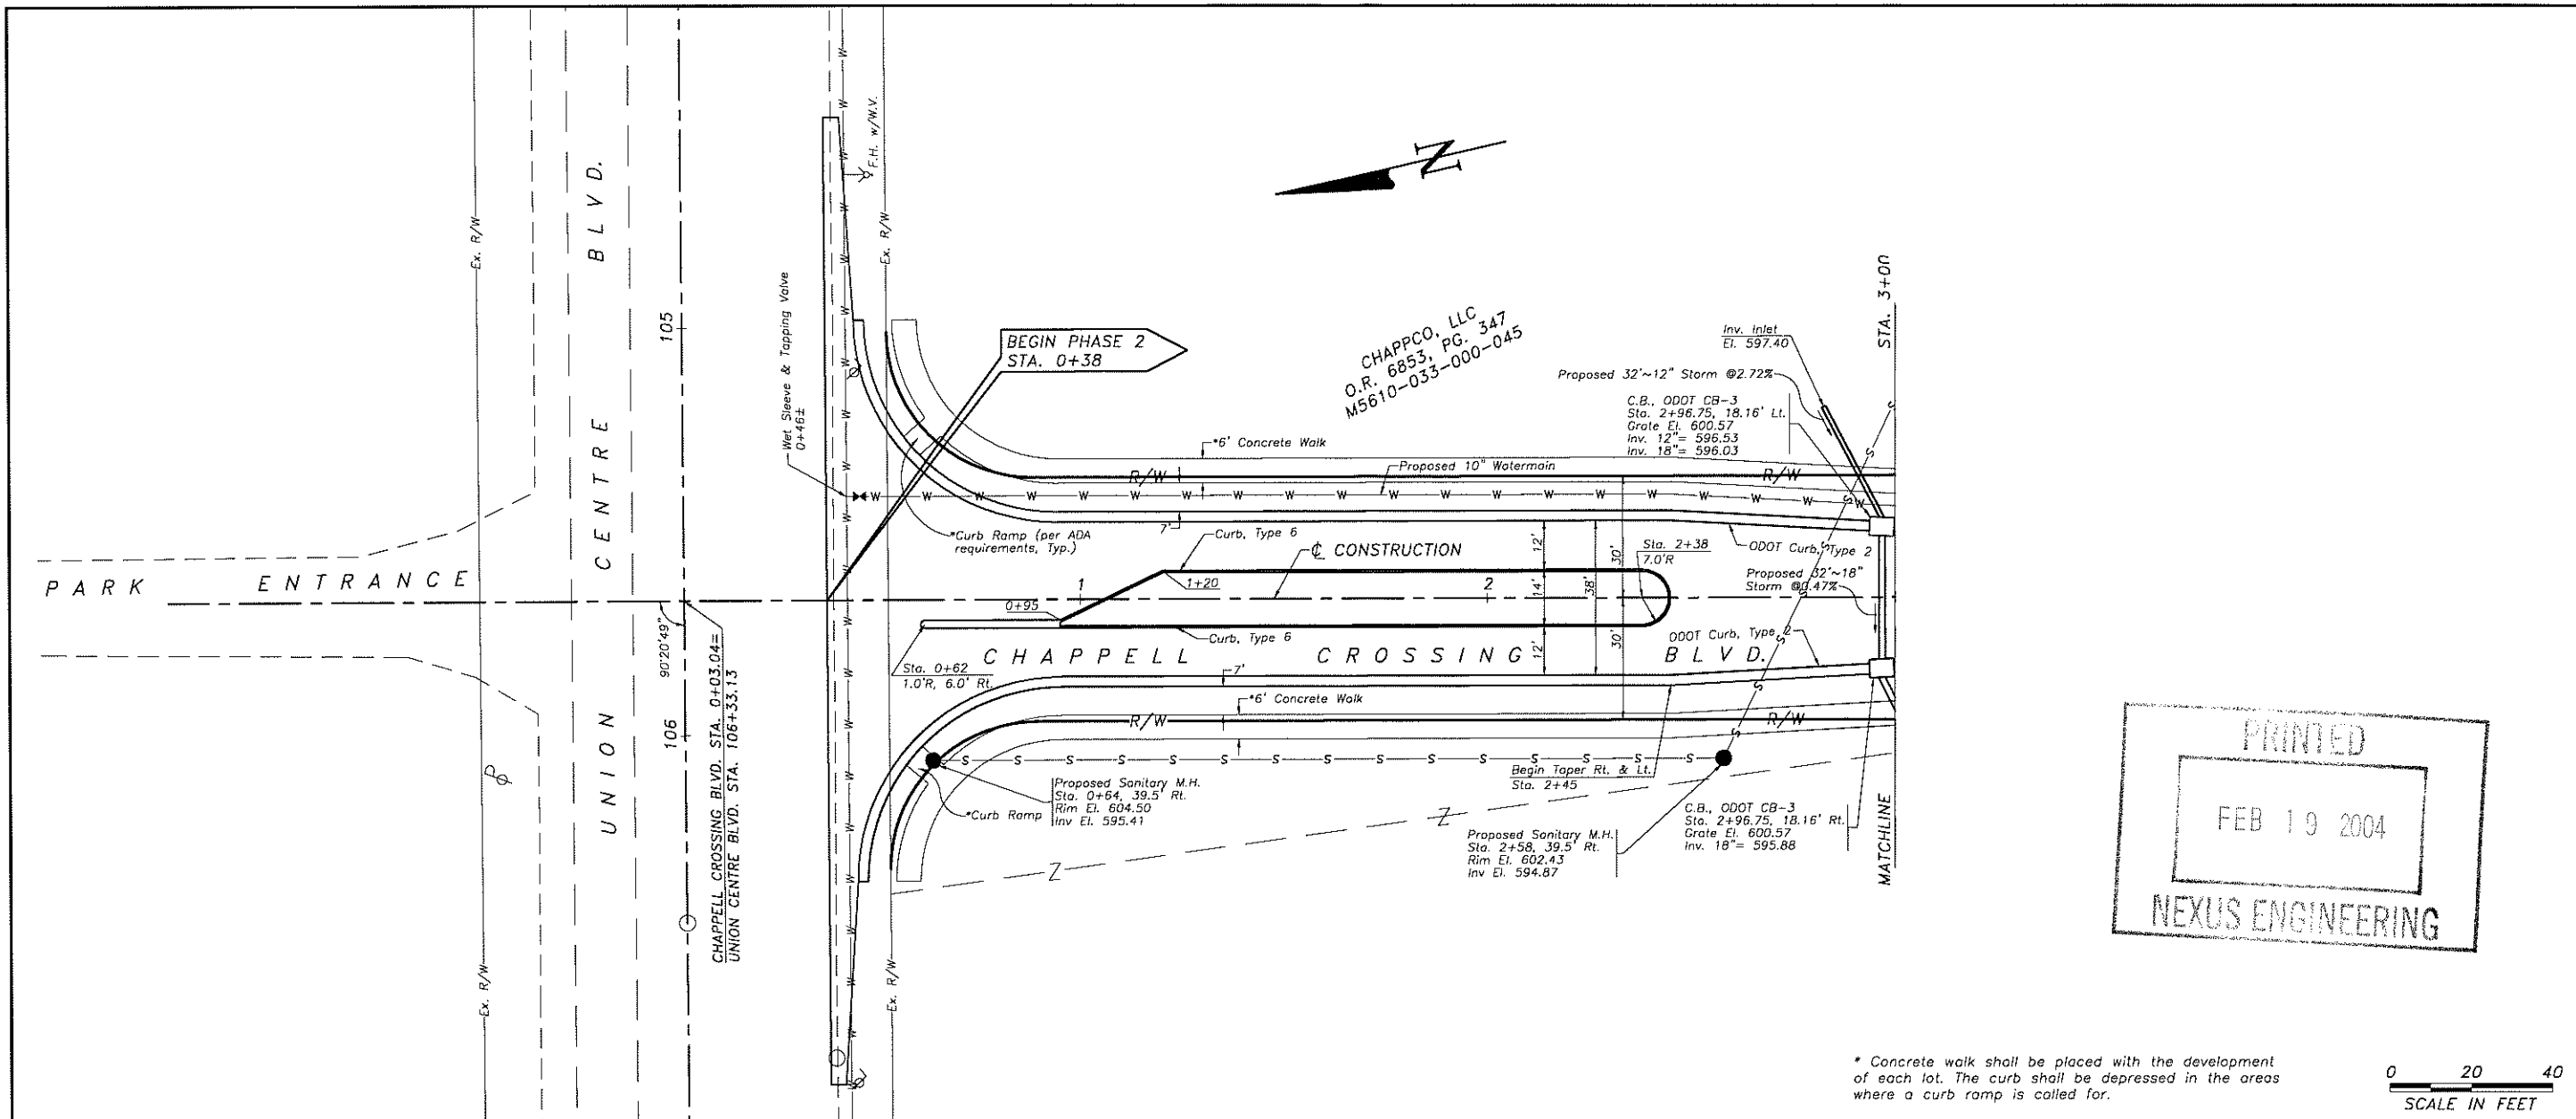 Ex. R/W
UNION CENTRE BLVD.
105
106
PARK ENTRANCE
90°20'49"
CHAPPELL CROSSING BLVD. STA. 0+03.04=
UNION CENTRE BLVD. STA. 106+33.13
Ex. R/W
Wet Sleeve & Tapping Valve
0+46±
F.H. w/W.V.
Ex. R/W
Ex. R/W
BEGIN PHASE 2
STA. 0+38
N
CHAPPCO, LLC
O.R. 6853, PG. 347
M5610-033-000-045
Inv. Inlet
El. 597.40
Proposed 32'~12" Storm @2.72%
C.B., ODOT CB-3
Sta. 2+96.75, 18.16' Lt.
Grate El. 600.57
Inv. 12"= 596.53
Inv. 18"= 596.03
STA. 3+00
MATCHLINE
*6' Concrete Walk
R/W
Proposed 10" Watermain
R/W
W W W W W W W W W W W W W W W W W W W W
7'
*Curb Ramp (per ADA
requirements, Typ.)
Curb, Type 6
℄ CONSTRUCTION
12'
14'
12'
38'
30'
30'
Sta. 2+38
7.0'R
ODOT Curb, Type 2
Proposed 32'~18"
Storm @0.47%
1
2
1+20
0+95
Curb, Type 6
Sta. 0+62
1.0'R, 6.0' Rt.
CHAPPELL CROSSING BLVD.
ODOT Curb, Type 2
7'
*6' Concrete Walk
R/W
R/W
S S S S S S S S S S S S S S S
Proposed Sanitary M.H.
Sta. 0+64, 39.5' Rt.
Rim El. 604.50
Inv El. 595.41
*Curb Ramp
Begin Taper Rt. & Lt.
Sta. 2+45
Z
Z
Proposed Sanitary M.H.
Sta. 2+58, 39.5' Rt.
Rim El. 602.43
Inv El. 594.87
C.B., ODOT CB-3
Sta. 2+96.75, 18.16' Rt.
Grate El. 600.57
Inv. 18"= 595.88
PRINTED
FEB 19 2004
NEXUS ENGINEERING
* Concrete walk shall be placed with the development
of each lot. The curb shall be depressed in the areas
where a curb ramp is called for.
0 20 40
SCALE IN FEET